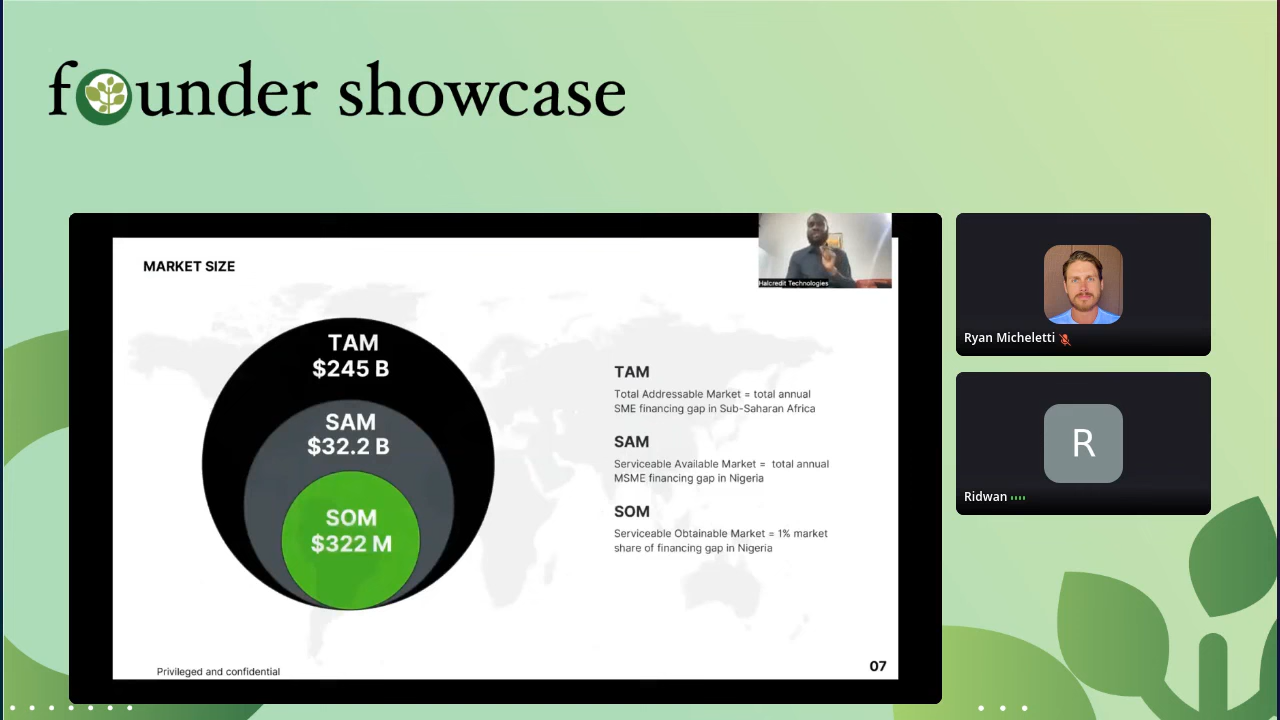 founder showcase
MARKET SIZE
Halcredit Technologies
TAM
$245 B
SAM
$32.2 B
SOM
$322 M
TAM
Total Addressable Market = total annual
SME financing gap in Sub-Saharan Africa
SAM
Serviceable Available Market = total annual
MSME financing gap in Nigeria
SOM
Serviceable Obtainable Market = 1% market
share of financing gap in Nigeria
Privileged and confidential
07
Ryan Micheletti
R
Ridwan